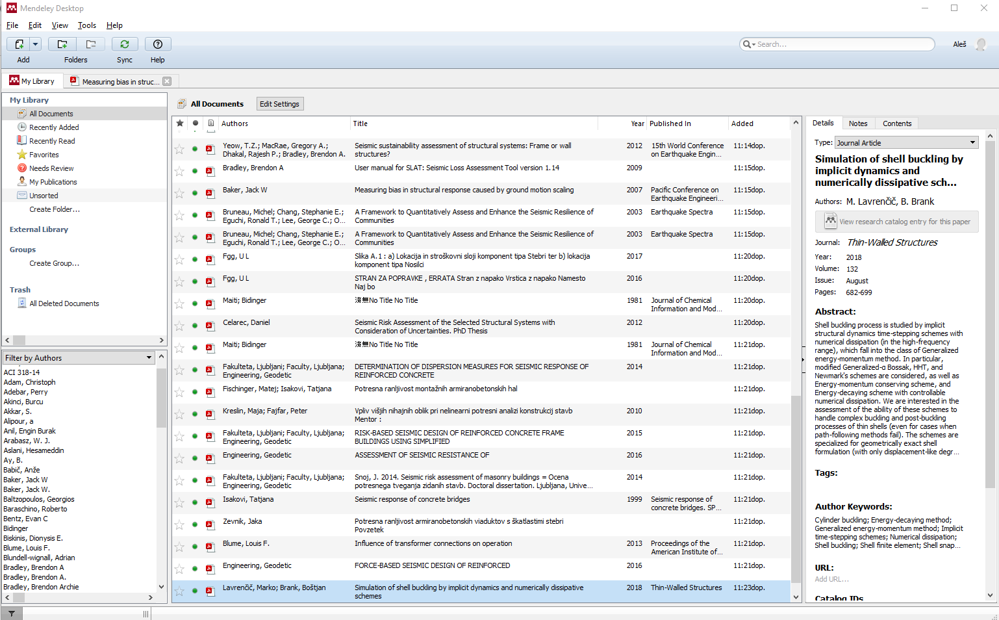 Mendeley Desktop
File Edit View Tools Help
Search...
Aleš
Add Folders Sync Help
My Library
Measuring bias in struc...
My Library
All Documents
Recently Added
Recently Read
Favorites
Needs Review
My Publications
Unsorted
Create Folder...
External Library
Groups
Create Group...
Trash
All Deleted Documents
Filter by Authors
ACI 318-14
Adam, Christoph
Adebar, Perry
Akinci, Burcu
Akkar, S.
Alipour, a
Anil, Engin Burak
Arabasz, W. J.
Aslani, Hesameddin
Ay, B.
Babič, Anže
Baker, Jack W
Baker, Jack W.
Baltzopoulos, Georgios
Baraschino, Roberto
Bentz, Evan C
Bidinger
Biskinis, Dionysis E.
Blume, Louis F.
Blundell-wignall, Adrian
Bradley, Brendon A
Bradley, Brendon A.
Bradley, Brendon Archie
All Documents
Edit Settings
Authors Title Year Published In Added
Yeow, T.Z.; MacRae, Gregory A.; Seismic sustainability assessment of structural systems: Frame or wall 2012 15th World Conference 11:14dop.
Dhakal, Rajesh P.; Bradley, Brendon A. structures? on Earthquake Engin...
Bradley, Brendon A User manual for SLAT: Seismic Loss Assessment Tool version 1.14 2009 11:15dop.
Baker, Jack W Measuring bias in structural response caused by ground motion scaling 2007 Pacific Conference on 11:15dop.
Earthquake Engineeri...
Bruneau, Michel; Chang, Stephanie E.; A Framework to Quantitatively Assess and Enhance the Seismic Resilience of 2003 Earthquake Spectra 11:15dop.
Eguchi, Ronald T.; Lee, George C.; O... Communities
Bruneau, Michel; Chang, Stephanie E.; A Framework to Quantitatively Assess and Enhance the Seismic Resilience of 2003 Earthquake Spectra 11:15dop.
Eguchi, Ronald T.; Lee, George C.; O... Communities
Fgg, U L Slika A.1 : a) Lokacija in stroškovni sloji komponent tipa Stebri ter b) lokacija 2017 11:20dop.
komponent tipa Nosilci
Fgg, U L STRAN ZA POPRAVKE , ERRATA Stran z napako Vrstica z napako Namesto 2016 11:20dop.
Naj bo
Maiti; Bidinger 済無No Title No Title 1981 Journal of Chemical 11:20dop.
Information and Mod...
Celarec, Daniel Seismic Risk Assessment of the Selected Structural Systems with 2012 11:20dop.
Consideration of Uncertainties. PhD Thesis
Maiti; Bidinger 済無No Title No Title 1981 Journal of Chemical 11:21dop.
Information and Mod...
Fakulteta, Ljubljani; Faculty, Ljubljana; DETERMINATION OF DISPERSION MEASURES FOR SEISMIC RESPONSE OF 2014 11:21dop.
Engineering, Geodetic REINFORCED CONCRETE
Fischinger, Matej; Isakovi, Tatjana Potresna ranljivost montažnih armiranobetonskih hal 11:21dop.
Kreslin, Maja; Fajfar, Peter Vpliv višjih nihajnih oblik pri nelinearni potresni analizi konstrukcij stavb 2010 11:21dop.
Mentor :
Fakulteta, Ljubljani; Faculty, Ljubljana; RISK-BASED SEISMIC DESIGN OF REINFORCED CONCRETE FRAME 2015 11:21dop.
Engineering, Geodetic BUILDINGS USING SIMPLIFIED
Engineering, Geodetic ASSESSMENT OF SEISMIC RESISTANCE OF 2016 11:21dop.
Fakulteta, Ljubljani; Faculty, Ljubljana; Snoj, J. 2014. Seismic risk assessment of masonry buildings = Ocena 2014 11:21dop.
Engineering, Geodetic potresnega tveganja zidanih stavb. Doctoral dissertation. Ljubljana, Unive...
Isakovi, Tatjana Seismic response of concrete bridges 1999 Seismic response of 11:21dop.
concrete bridges. SP...
Zevnik, Jaka Potresna ranljivost armiranobetonskih viaduktov s škatlastimi stebri 11:21dop.
Povzetek
Blume, Louis F. Influence of transformer connections on operation 2013 Proceedings of the 11:21dop.
American Institute of...
Engineering, Geodetic FORCE-BASED SEISMIC DESIGN OF REINFORCED 2016 11:21dop.
Lavrenčič, Marko; Brank, Boštjan Simulation of shell buckling by implicit dynamics and numerically dissipative 2018 Thin-Walled Structures 11:23dop.
schemes
Details Notes Contents
Type: Journal Article
Simulation of shell buckling by
implicit dynamics and
numerically dissipative sch...
Authors: M. Lavrenčič, B. Brank
View research catalog entry for this paper
Journal: Thin-Walled Structures
Year: 2018
Volume: 132
Issue: August
Pages: 682-699
Abstract:
Shell buckling process is studied by implicit
structural dynamics time-stepping schemes with
numerical dissipation (in the high-frequency
range), which fall into the class of Generalized
energy-momentum method. In particular,
modified Generalized-α Bossak, HHT, and
Newmark's schemes are considered, as well as
Energy-momentum conserving scheme, and
Energy-decaying scheme with controllable
numerical dissipation. We are interested in the
assessment of the ability of these schemes to
handle complex buckling and post-buckling
processes of thin shells (even for cases when
path-following methods fail). The schemes are
specialized for geometrically exact shell
formulation (with only displacement-like degr...
Tags:
Author Keywords:
Cylinder buckling; Energy-decaying method;
Generalized energy-momentum method; Implicit
time-stepping schemes; Numerical dissipation;
Shell buckling; Shell finite element; Shell snap...
URL:
Add URL...
Catalog IDs